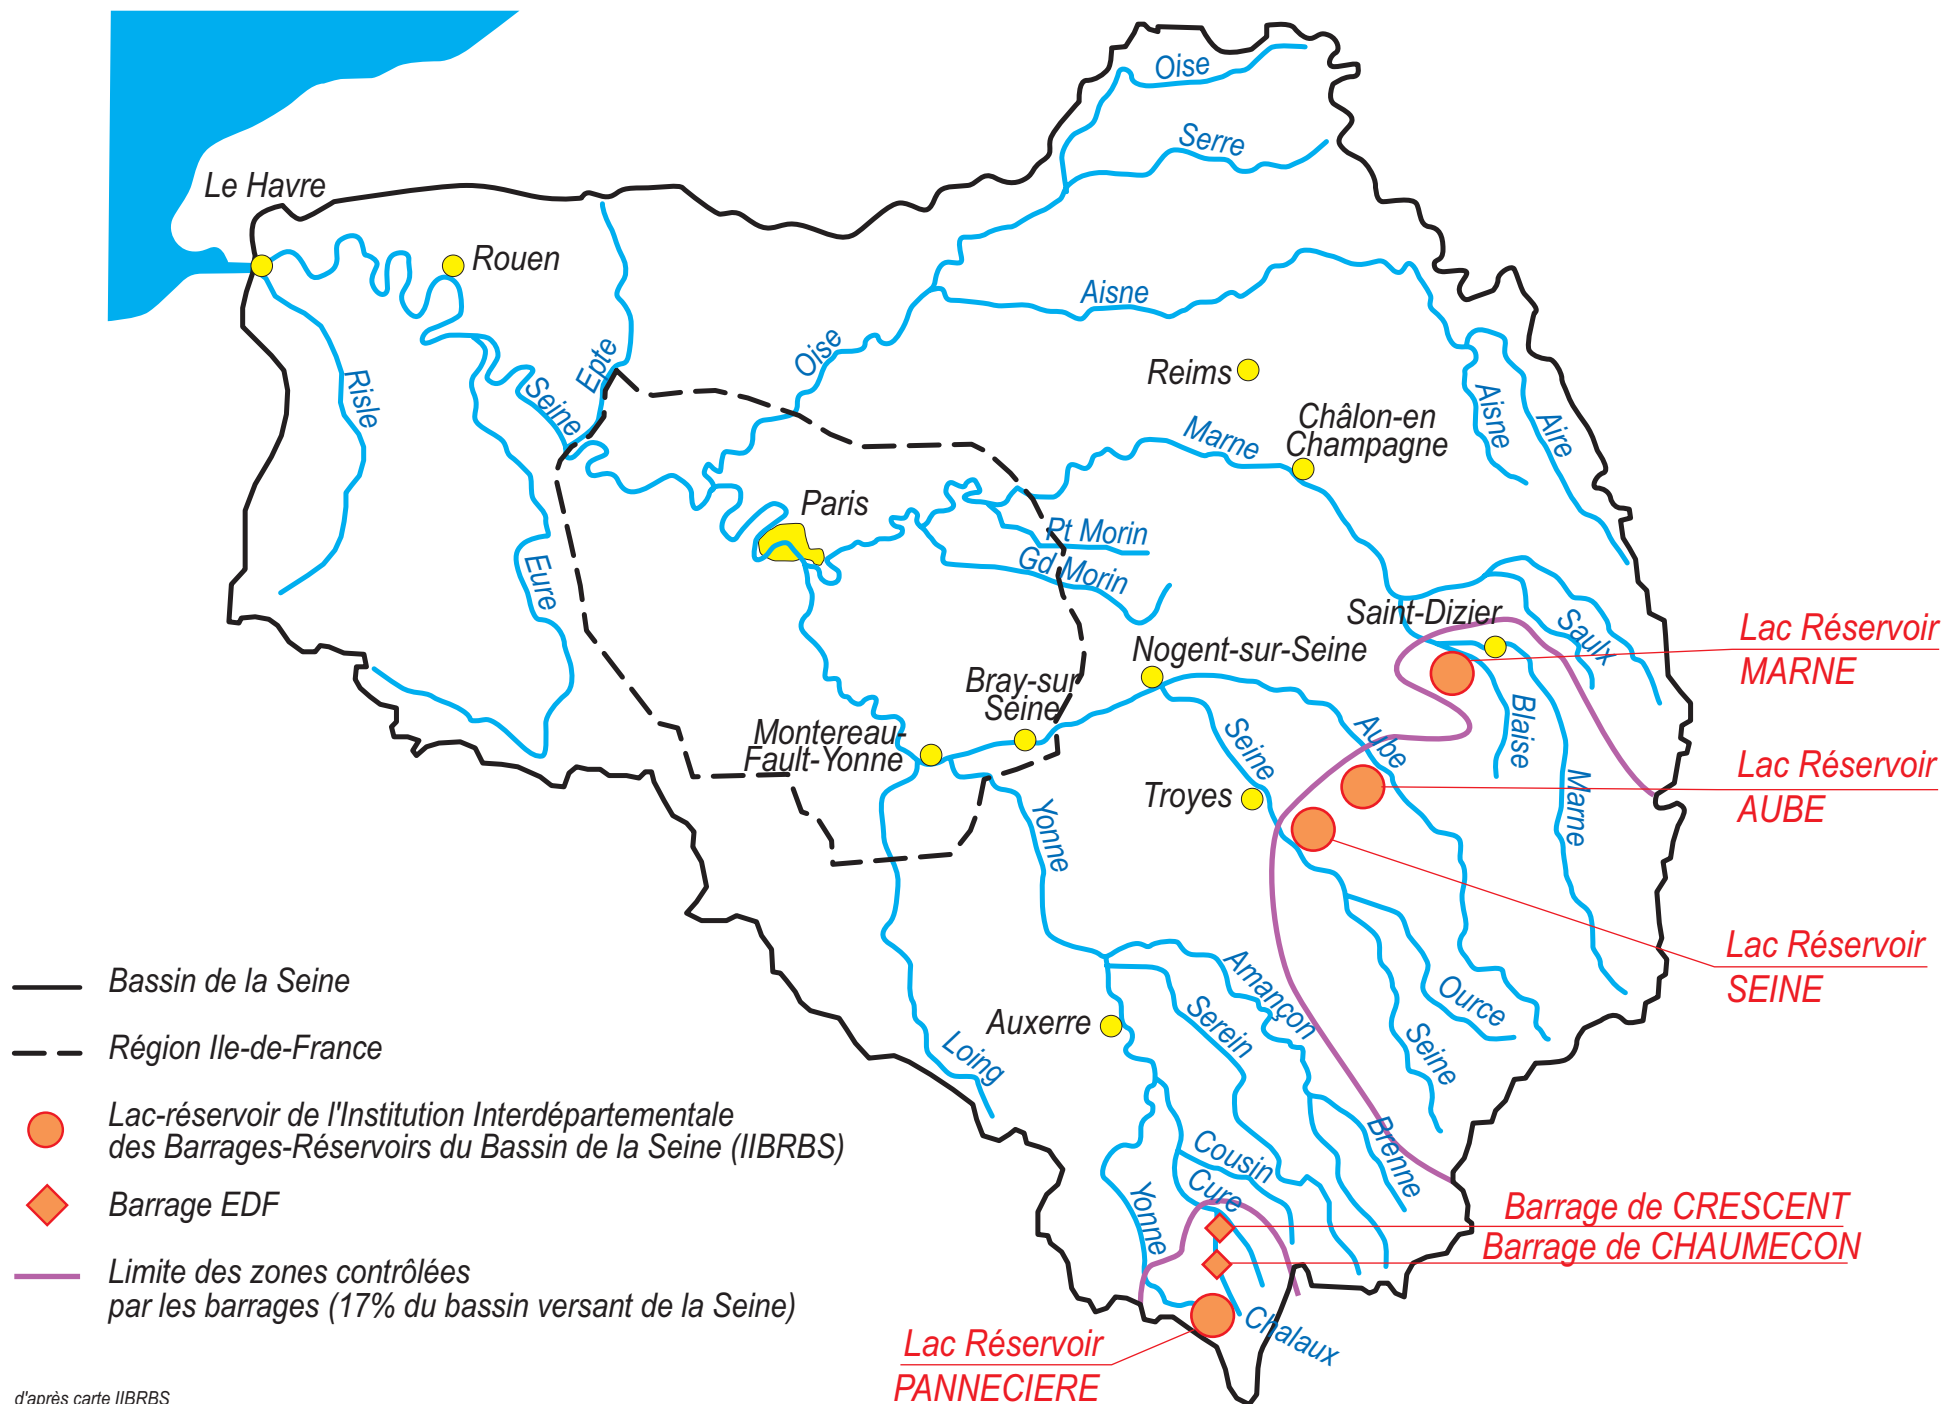 Oise
Serre
Le Havre
Rouen
Aisne
Oise
Epte
Seine
Risle
Reims
Châlon-en
Champagne
Aisne
Aire
Marne
Paris
Pt Morin
Gd Morin
Eure
Saint-Dizier
Saulx
Lac Réservoir
MARNE
Nogent-sur-Seine
Bray-sur
Seine
Montereau-
Fault-Yonne
Seine
Aube
Blaise
Marne
Lac Réservoir
AUBE
Troyes
Yonne
Lac Réservoir
SEINE
Amançon
Serein
Ource
Seine
Auxerre
Loing
Brenne
Cousin
Cure
Yonne
Barrage de CRESCENT
Barrage de CHAUMECON
Chalaux
Lac Réservoir
PANNECIERE
Bassin de la Seine
Région Ile-de-France
Lac-réservoir de l'Institution Interdépartementale
des Barrages-Réservoirs du Bassin de la Seine (IIBRBS)
Barrage EDF
Limite des zones contrôlées
par les barrages (17% du bassin versant de la Seine)
d'après carte IIBRBS